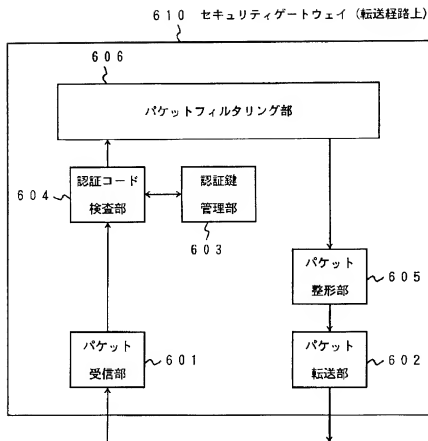 610 セキュリティゲートウェイ (転送経路上)
606
パケットフィルタリング部
認証コード
検査部
604
認証鍵
管理部
603
パケット
整形部
605
パケット
受信部
601
パケット
転送部
602